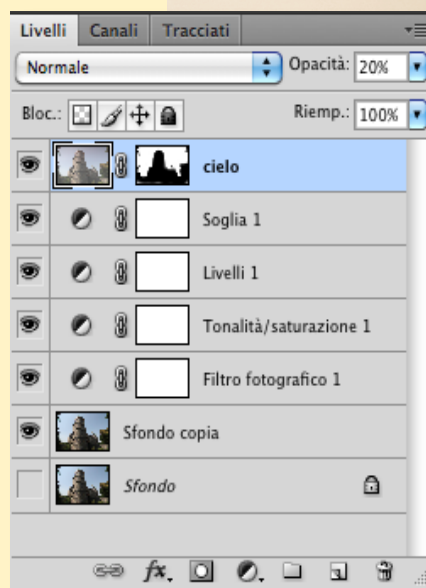 Livelli Canali Tracciati
Normale Opacità: 20%
Bloc.: Riemp.: 100%
cielo
Soglia 1
Livelli 1
Tonalità/saturazione 1
Filtro fotografico 1
Sfondo copia
Sfondo
fx.